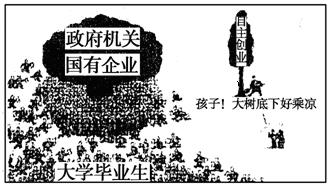 政府机关
国有企业
自主创业
孩子！大树底下好乘凉
大学毕业生